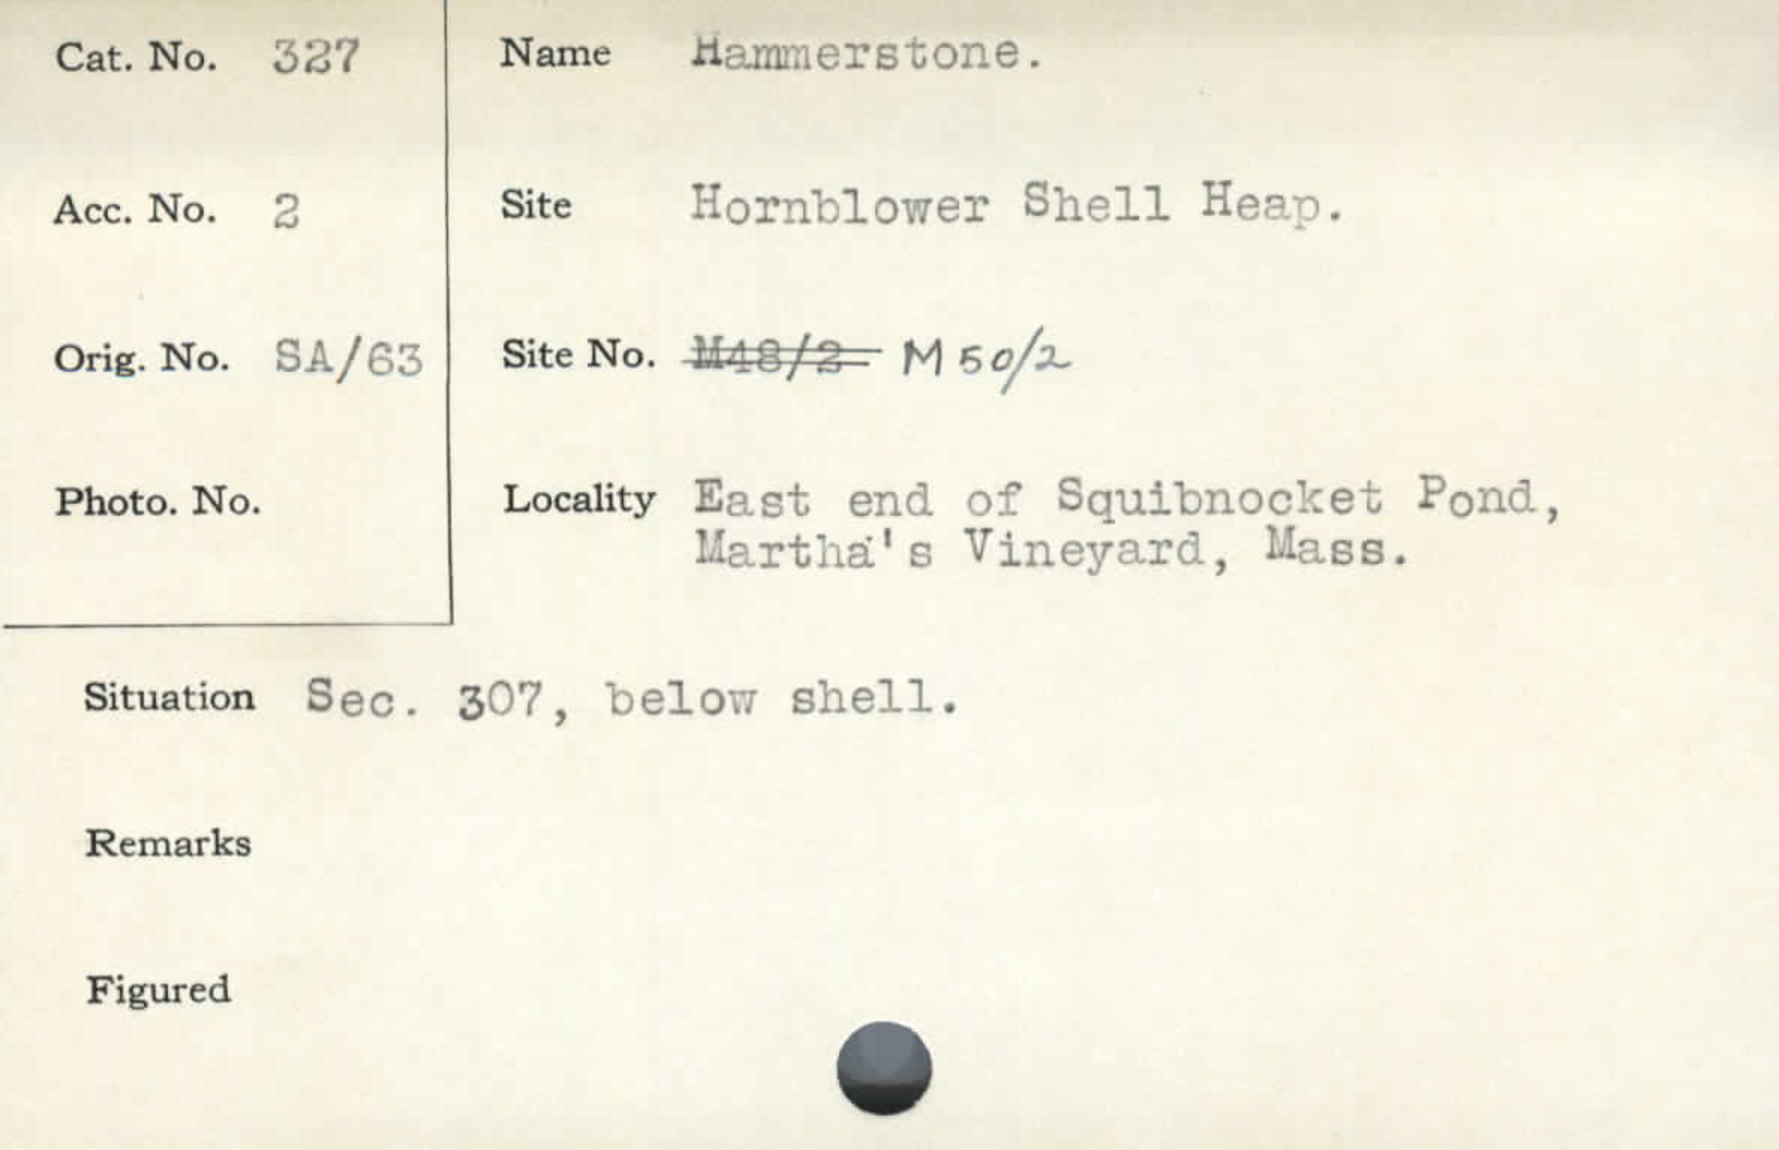 Cat. No. 327
Name Hammerstone.
Acc. No. 2
Site Hornblower Shell Heap.
Orig. No. SA/63
Site No. M48/2 M 50/2
Photo. No.
Locality East end of Squibnocket Pond,
Martha's Vineyard, Mass.
Situation Sec. 307, below shell.
Remarks
Figured